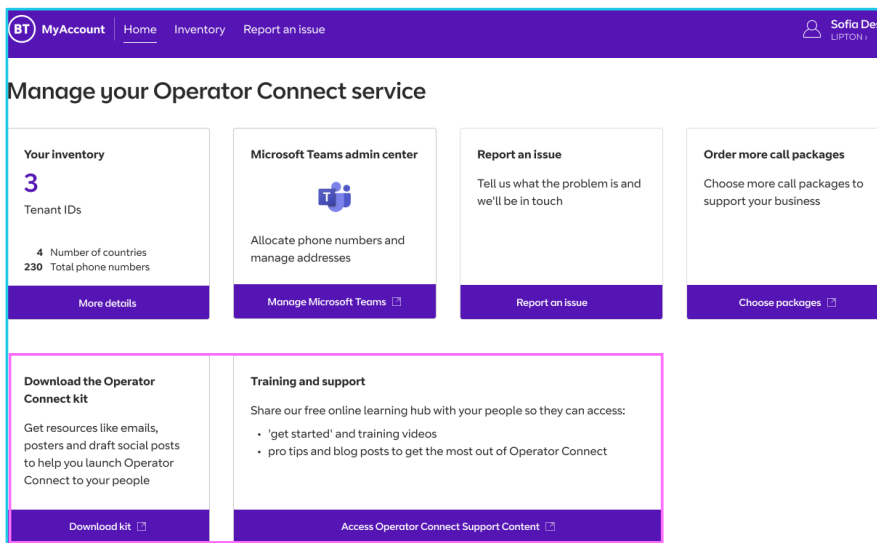 BT MyAccount Home Inventory Report an issue
Sofia Des
LIPTON ›
Manage your Operator Connect service
Your inventory
3
Tenant IDs
4 Number of countries
230 Total phone numbers
More details
Microsoft Teams admin center
T
Allocate phone numbers and
manage addresses
Manage Microsoft Teams
Report an issue
Tell us what the problem is and
we'll be in touch
Report an issue
Order more call packages
Choose more call packages to
support your business
Choose packages
Download the Operator
Connect kit
Get resources like emails,
posters and draft social posts
to help you launch Operator
Connect to your people
Download kit
Training and support
Share our free online learning hub with your people so they can access:
• 'get started' and training videos
• pro tips and blog posts to get the most out of Operator Connect
Access Operator Connect Support Content